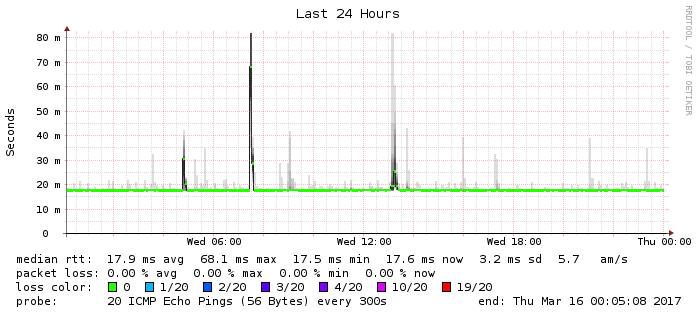 Last 24 Hours
RRDTOOL / TOBI OETIKER
Seconds
80 m
70 m
60 m
50 m
40 m
30 m
20 m
10 m
0
Wed 06:00 Wed 12:00 Wed 18:00 Thu 00:00
median rtt: 17.9 ms avg 68.1 ms max 17.5 ms min 17.6 ms now 3.2 ms sd 5.7 am/s
packet loss: 0.00 % avg 0.00 % max 0.00 % min 0.00 % now
loss color: 0 1/20 2/20 3/20 4/20 10/20 19/20
probe: 20 ICMP Echo Pings (56 Bytes) every 300s end: Thu Mar 16 00:05:08 2017